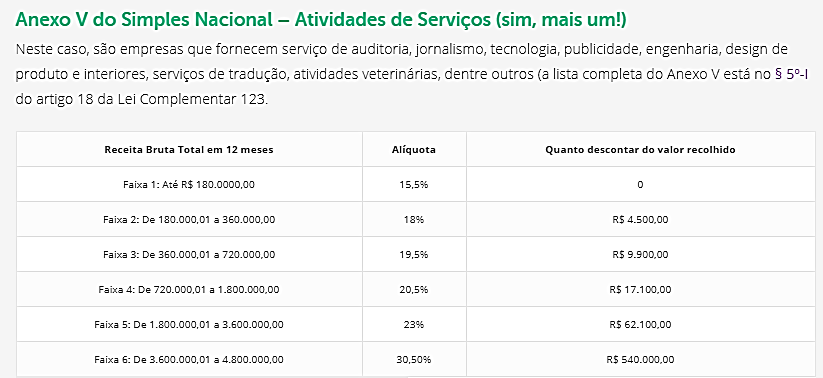 Anexo V do Simples Nacional – Atividades de Serviços (sim, mais um!)
Neste caso, são empresas que fornecem serviço de auditoria, jornalismo, tecnologia, publicidade, engenharia, design de
produto e interiores, serviços de tradução, atividades veterinárias, dentre outros (a lista completa do Anexo V está no § 5º-I
do artigo 18 da Lei Complementar 123.
Receita Bruta Total em 12 meses Alíquota Quanto descontar do valor recolhido
Faixa 1: Até R$ 180.0000,00 15,5% 0
Faixa 2: De 180.000,01 a 360.000,00 18% R$ 4.500,00
Faixa 3: De 360.000,01 a 720.000,00 19,5% R$ 9.900,00
Faixa 4: De 720.000,01 a 1.800.000,00 20,5% R$ 17.100,00
Faixa 5: De 1.800.000,01 a 3.600.000,00 23% R$ 62.100,00
Faixa 6: De 3.600.000,01 a 4.800.000,00 30,50% R$ 540.000,00